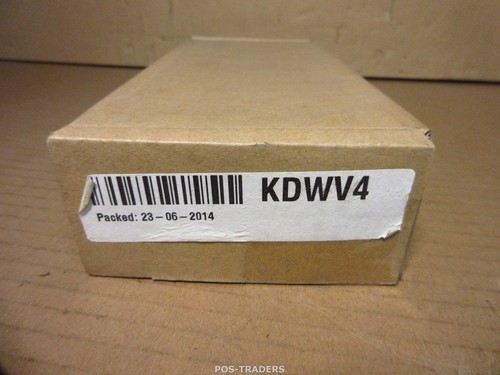 KDWV4
Packed: 23-06-2014
POS-TRADERS